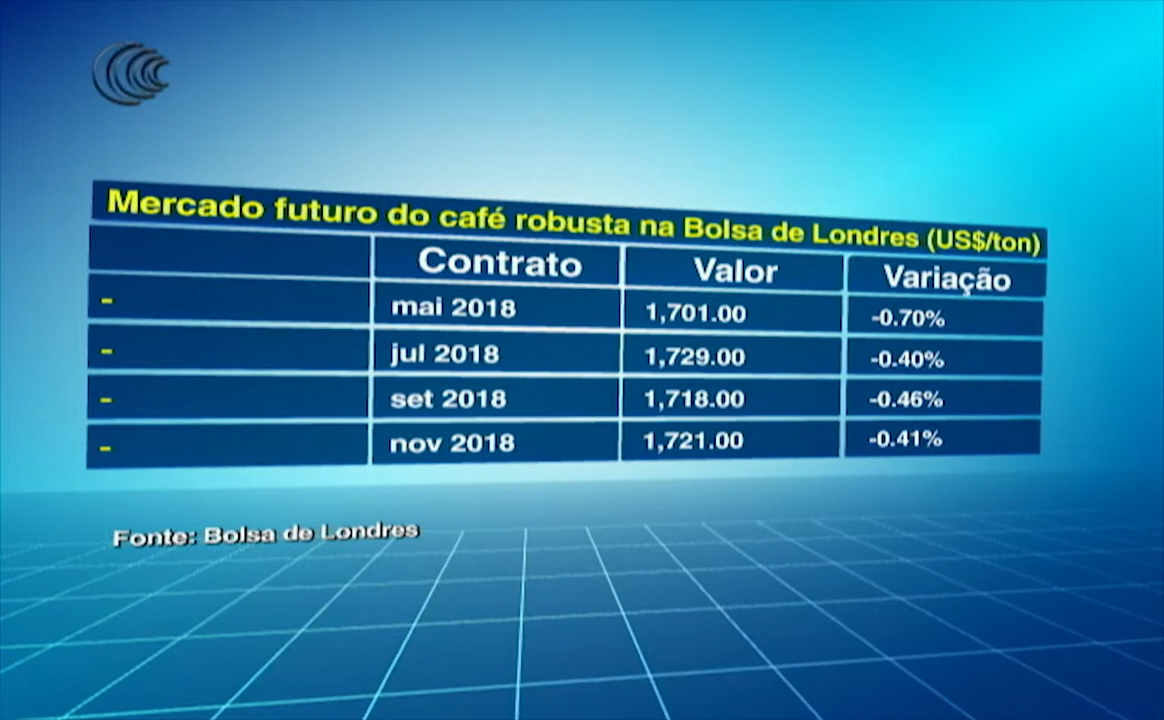 Mercado futuro do café robusta na Bolsa de Londres (US$/ton)
Contrato Valor Variação
- mai 2018 1,701.00 -0.70%
- jul 2018 1,729.00 -0.40%
- set 2018 1,718.00 -0.46%
- nov 2018 1,721.00 -0.41%
Fonte: Bolsa de Londres